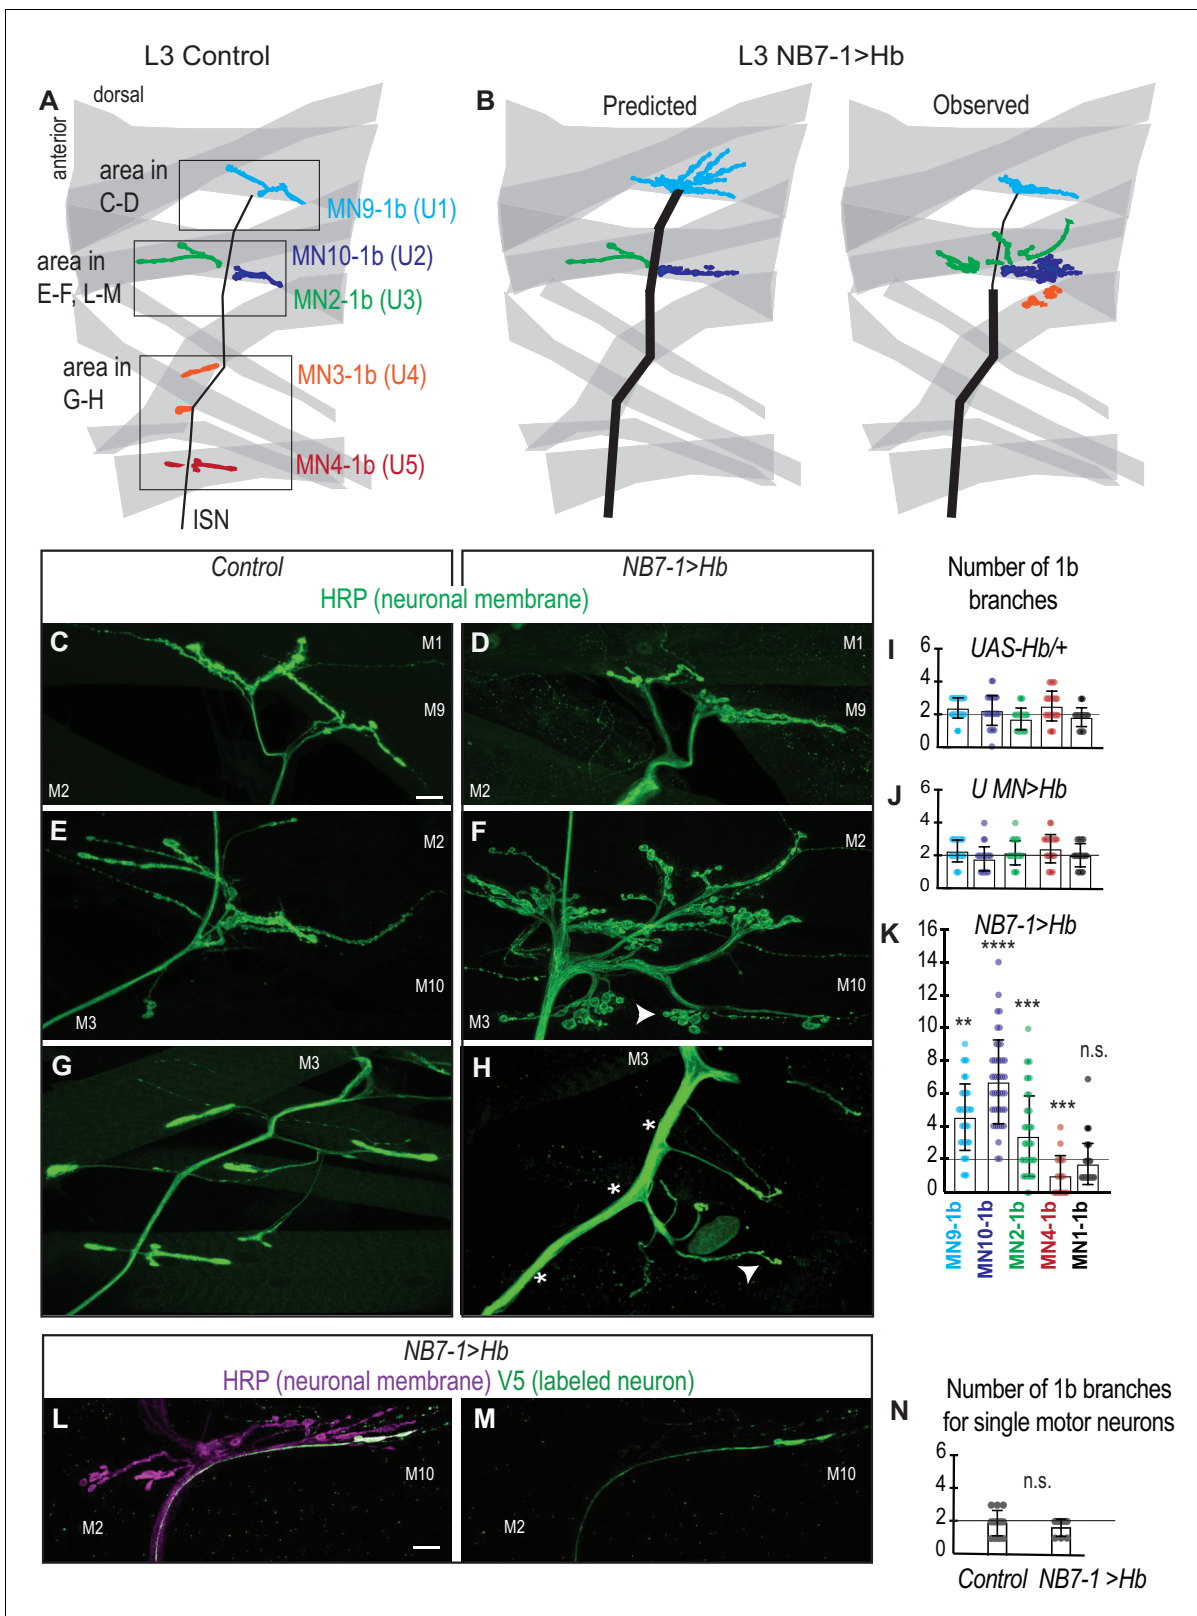 L3 Control
L3 NB7-1>Hb
A
dorsal
anterior
area in
C-D
MN9-1b (U1)
area in
E-F, L-M
MN10-1b (U2)
MN2-1b (U3)
area in
G-H
MN3-1b (U4)
MN4-1b (U5)
ISN
B
Predicted
Observed
Control
NB7-1>Hb
HRP (neuronal membrane)
C
M1
M9
M2
D
M1
M9
M2
E
M2
M10
M3
F
M2
M10
M3
G
M3
H
M3
*
*
*
Number of 1b
branches
I
UAS-Hb/+
6
4
2
0
J
U MN>Hb
6
4
2
0
K
NB7-1>Hb
16
14
12
10
8
6
4
2
0
**
****
***
***
n.s.
MN9-1b
MN10-1b
MN2-1b
MN4-1b
MN1-1b
NB7-1>Hb
HRP (neuronal membrane) V5 (labeled neuron)
L
M10
M2
M
M10
M2
N
Number of 1b branches
for single motor neurons
6
4
2
0
n.s.
Control NB7-1 >Hb